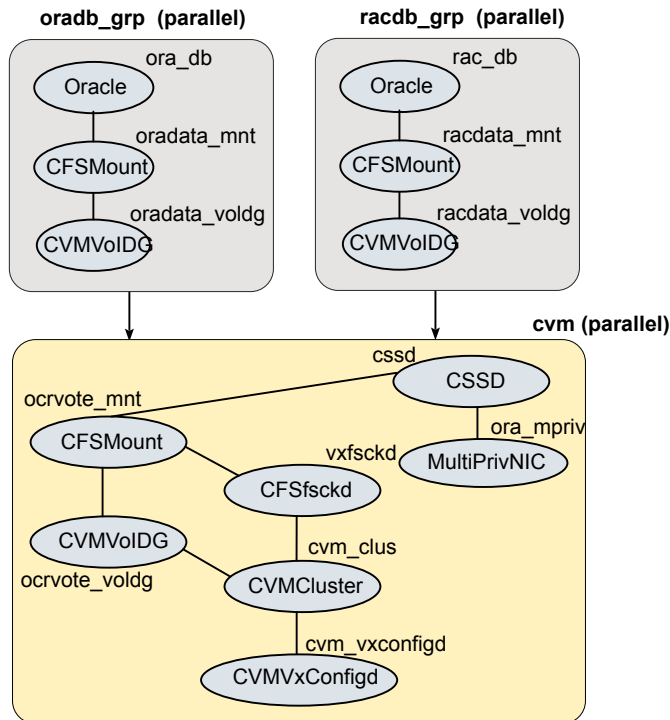 oradb_grp (parallel)
racdb_grp (parallel)
ora_db
Oracle
oradata_mnt
CFSMount
oradata_voldg
CVMVolDG
rac_db
Oracle
racdata_mnt
CFSMount
racdata_voldg
CVMVolDG
cvm (parallel)
cssd
CSSD
ocrvote_mnt
CFSMount
ora_mpriv
MultiPrivNIC
vxfsckd
CFSfsckd
CVMVolDG
ocrvote_voldg
cvm_clus
CVMCluster
cvm_vxconfigd
CVMVxConfigd